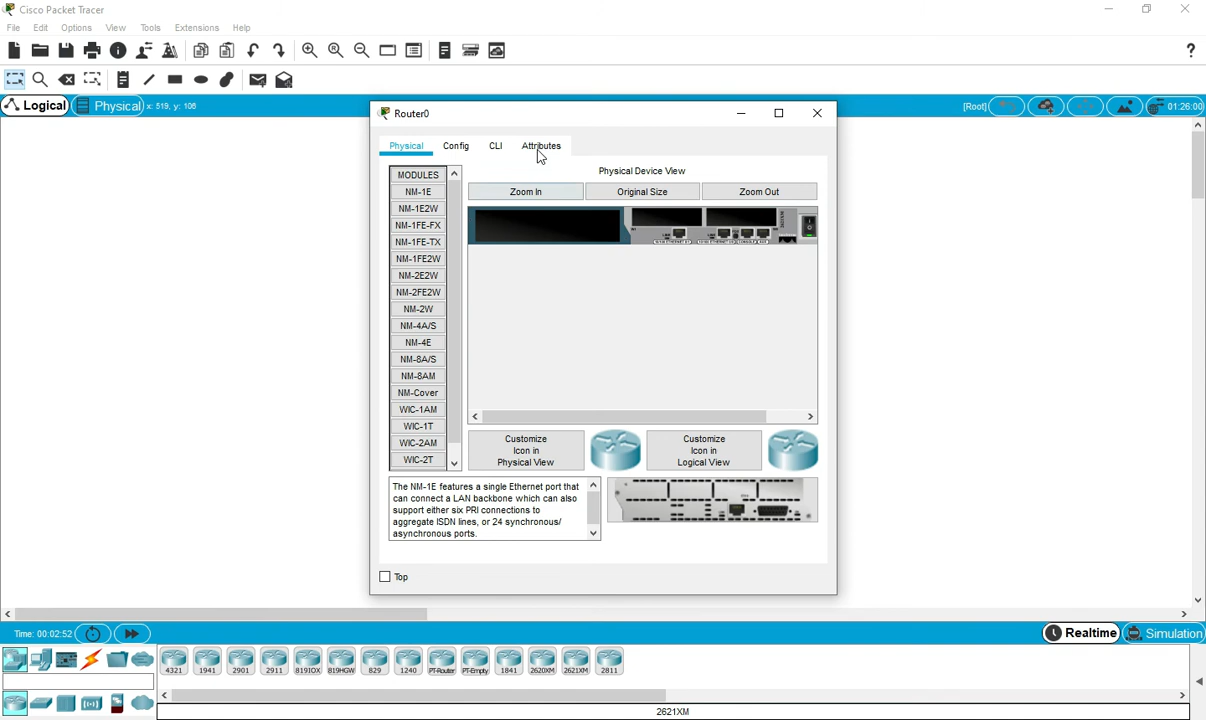 Cisco Packet Tracer
File Edit Options View Tools Extensions Help
?
Logical Physical x: 519, y: 106 [Root] 01:26:00
Router0
Physical Config CLI Attributes
MODULES
NM-1E
NM-1E2W
NM-1FE-FX
NM-1FE-TX
NM-1FE2W
NM-2E2W
NM-2FE2W
NM-2W
NM-4A/S
NM-4E
NM-8A/S
NM-8AM
NM-Cover
WIC-1AM
WIC-1T
WIC-2AM
WIC-2T
Physical Device View
Zoom In Original Size Zoom Out
Customize
Icon in
Physical View
Customize
Icon in
Logical View
The NM-1E features a single Ethernet port that
can connect a LAN backbone which can also
support either six PRI connections to
aggregate ISDN lines, or 24 synchronous/
asynchronous ports.
Top
Time: 00:02:52 Realtime Simulation
4321 1941 2901 2911 819IOX 819HGW 829 1240 PT-Router PT-Empty 1841 2620XM 2621XM 2811
2621XM